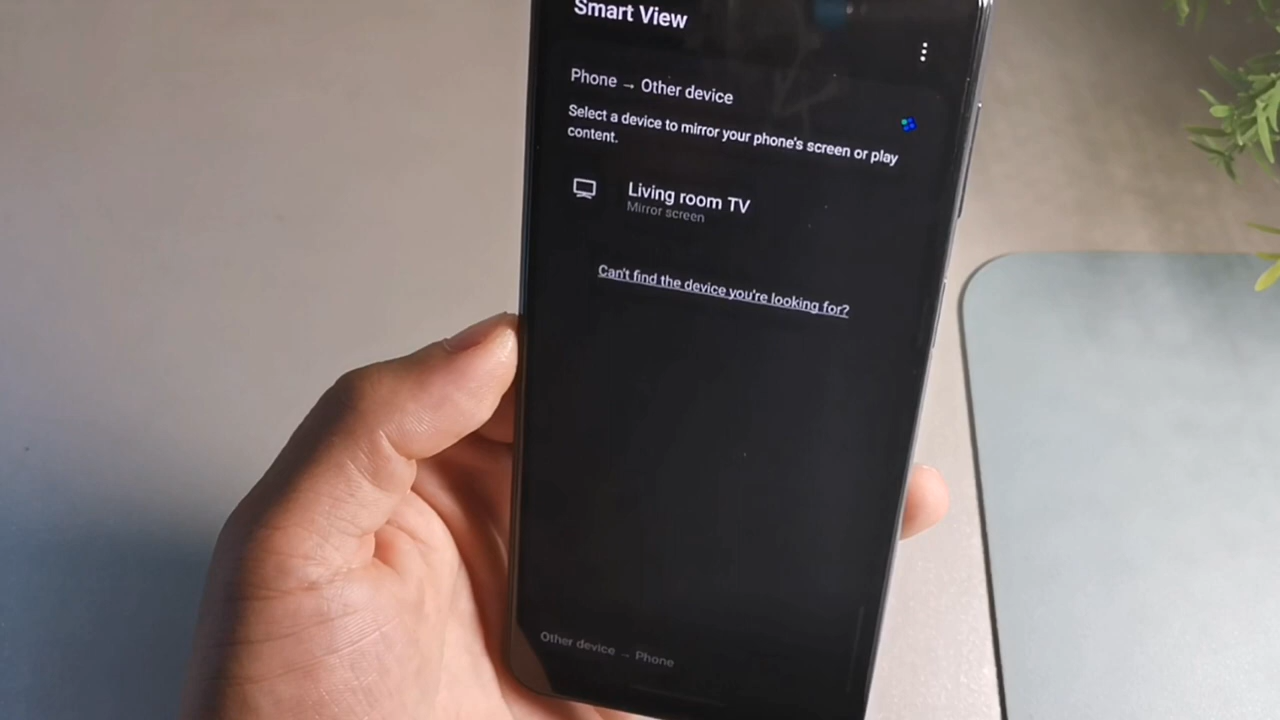 Smart View
Phone → Other device
Select a device to mirror your phone's screen or play
content.
Living room TV
Mirror screen
Can't find the device you're looking for?
Other device → Phone